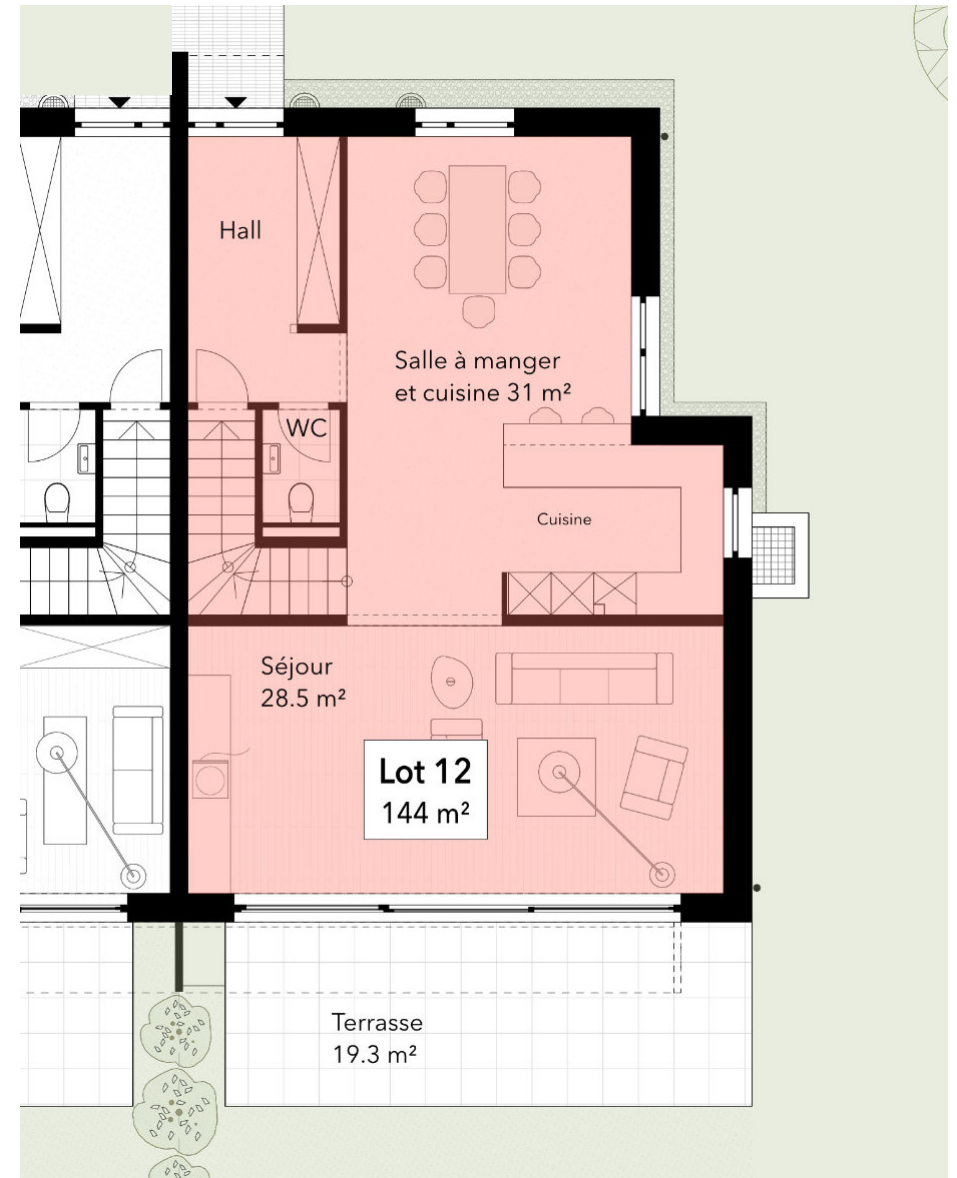 Hall
Salle à manger
et cuisine 31 m²
WC
Cuisine
Séjour
28.5 m²
Lot 12
144 m²
Terrasse
19.3 m²